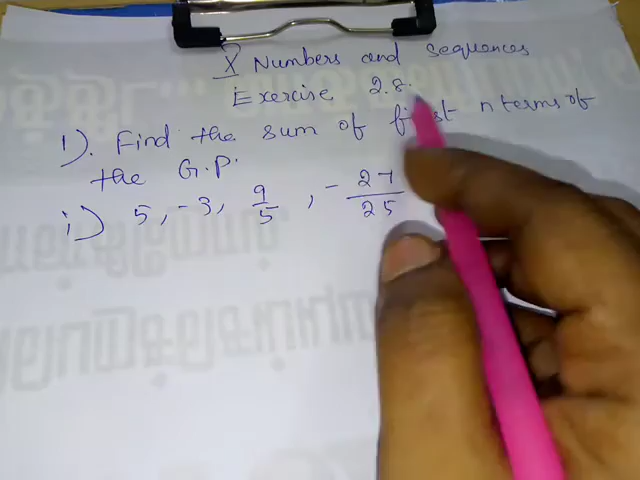 X Numbers and Sequences
Exercise 2.8.
1). Find the sum of first n terms of
the G.P.
i) 5, -3, 9/5, -27/25